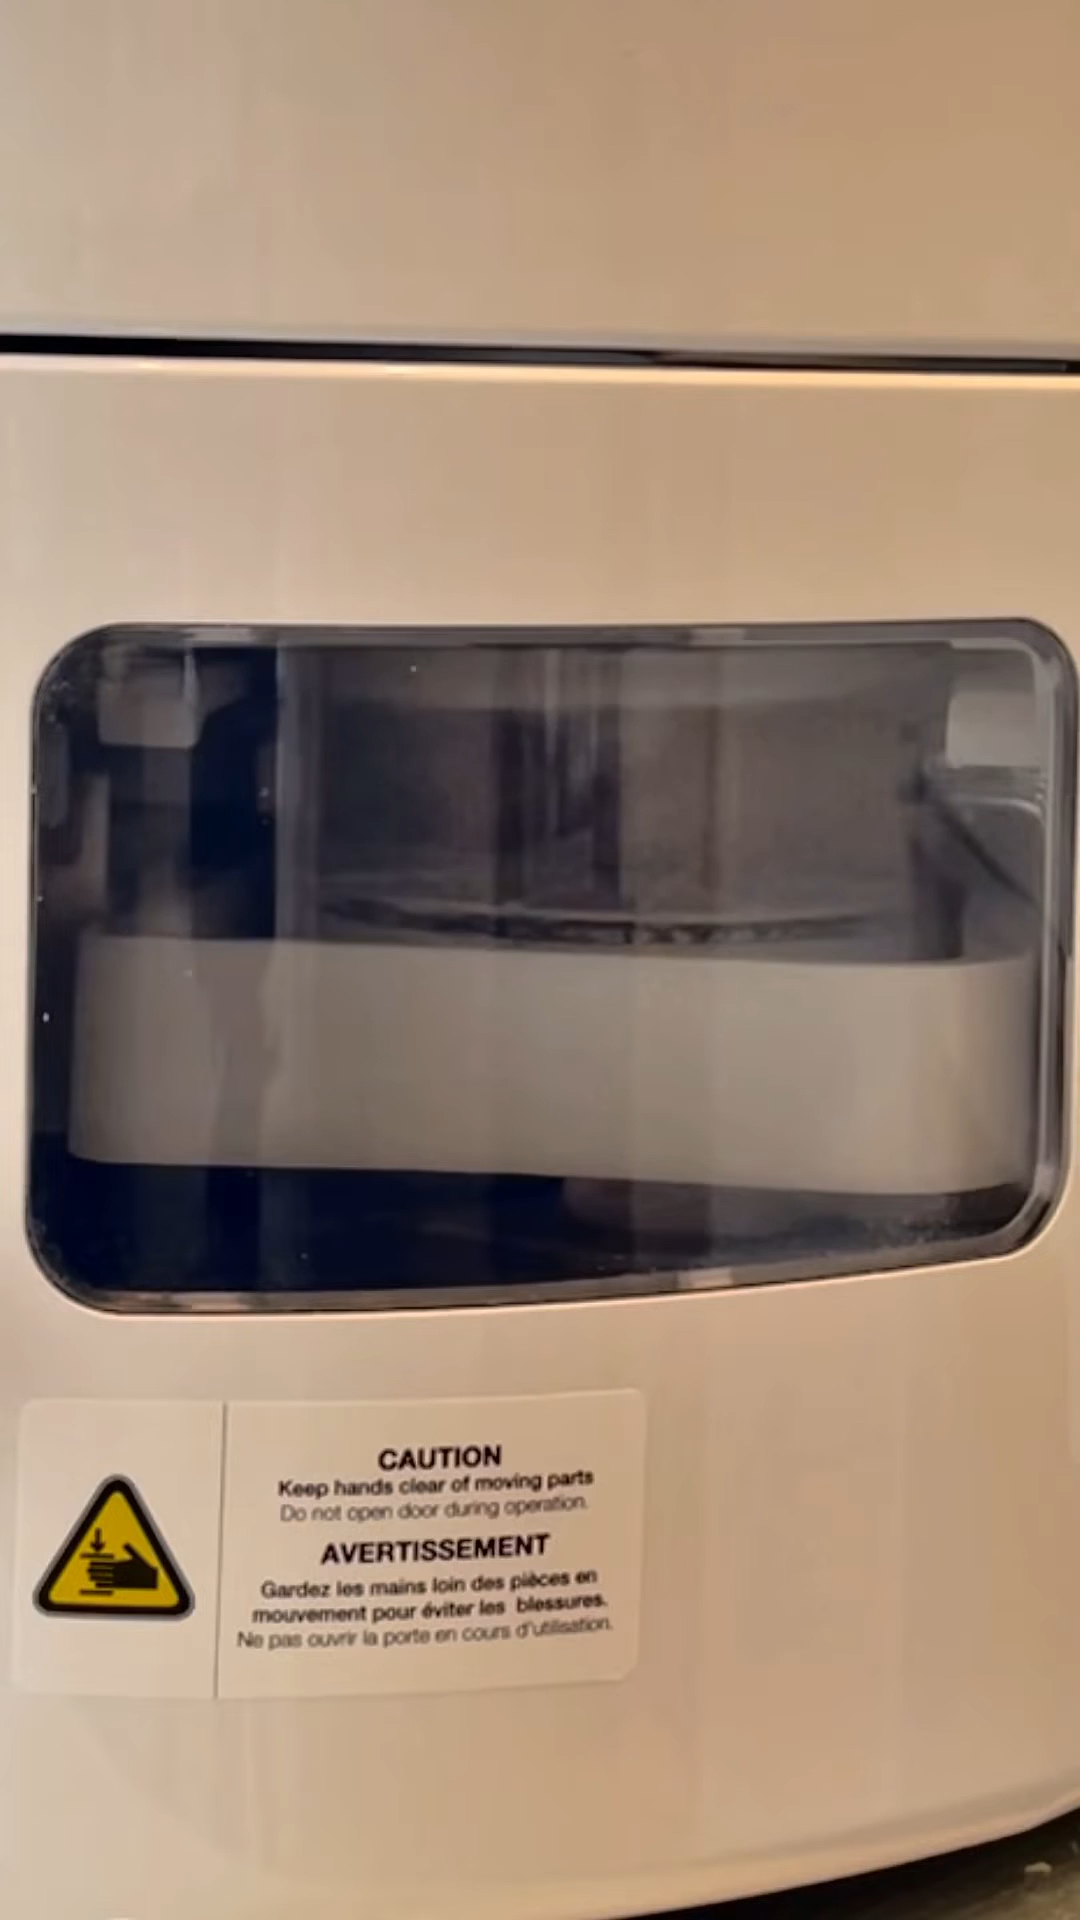 CAUTION
Keep hands clear of moving parts
Do not open door during operation.
AVERTISSEMENT
Gardez les mains loin des pièces en
mouvement pour éviter les blessures.
Ne pas ouvrir la porte en cours d'utilisation.